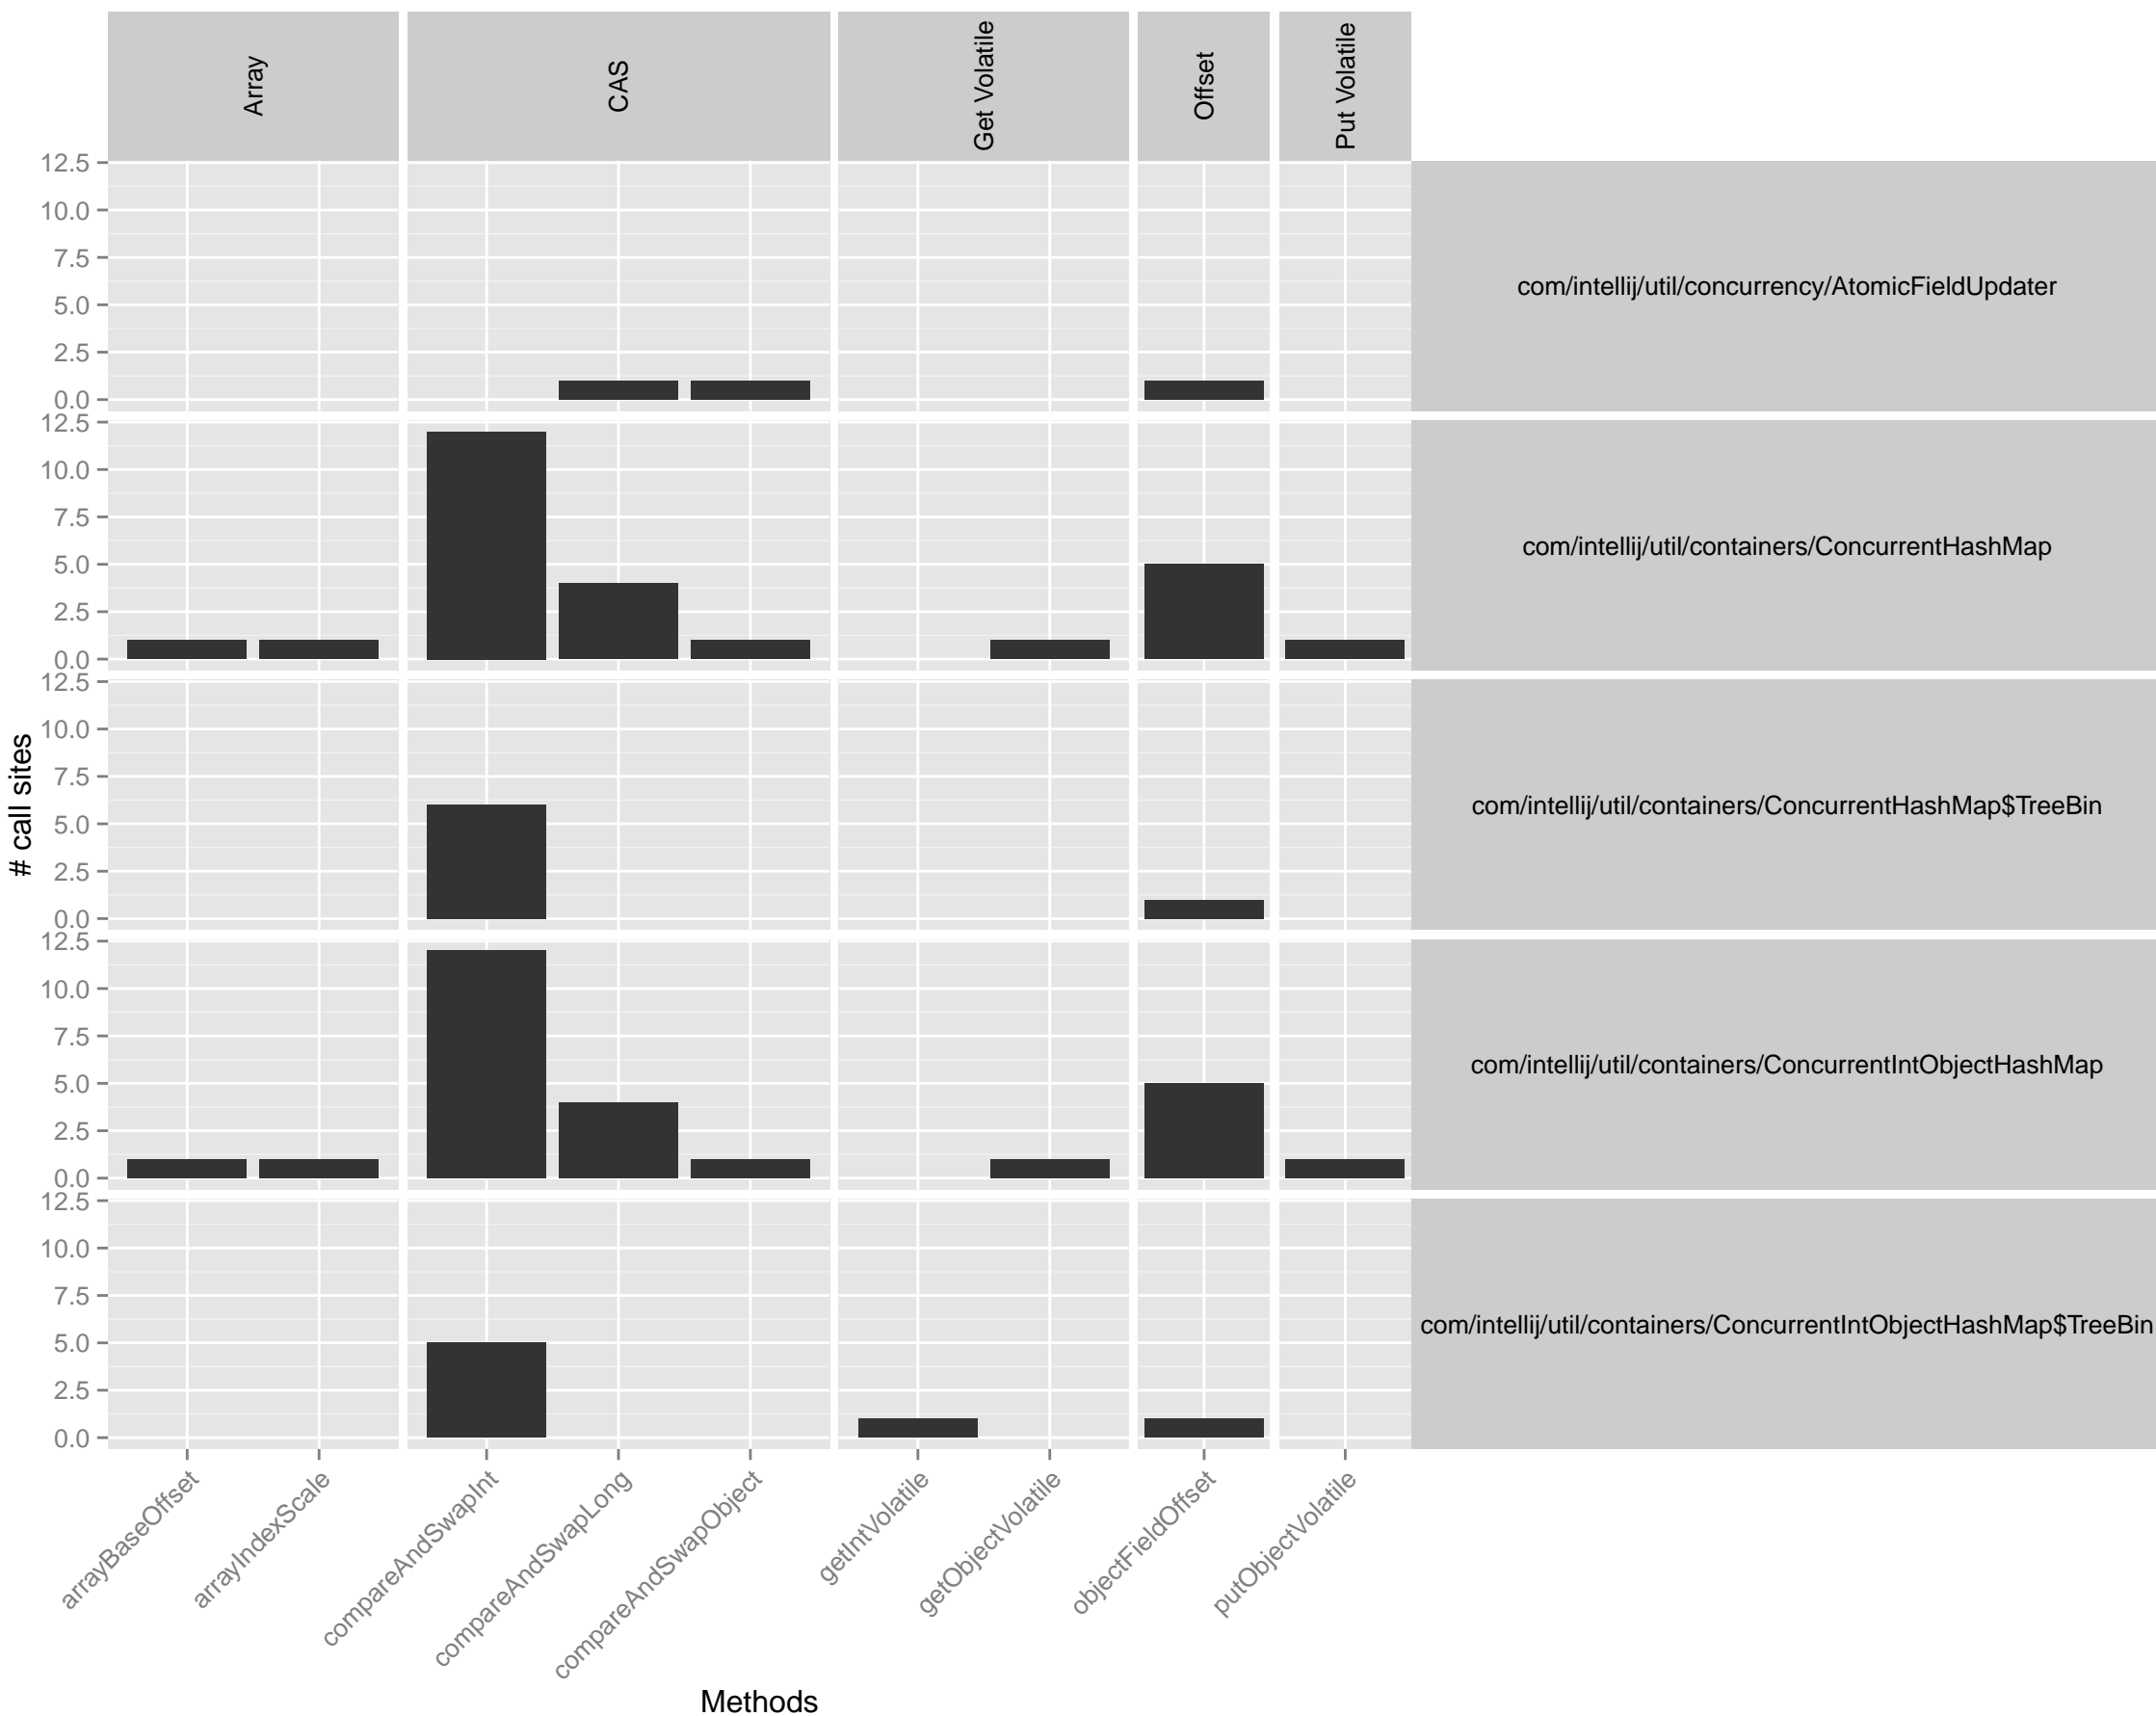 Array
CAS
Get Volatile
Offset
Put Volatile
12.5
10.0
7.5
5.0
2.5
0.0
com/intellij/util/concurrency/AtomicFieldUpdater
12.5
10.0
7.5
5.0
2.5
0.0
com/intellij/util/containers/ConcurrentHashMap
12.5
10.0
7.5
5.0
2.5
0.0
com/intellij/util/containers/ConcurrentHashMap$TreeBin
12.5
10.0
7.5
5.0
2.5
0.0
com/intellij/util/containers/ConcurrentIntObjectHashMap
12.5
10.0
7.5
5.0
2.5
0.0
com/intellij/util/containers/ConcurrentIntObjectHashMap$TreeBin
# call sites
arrayBaseOffset
arrayIndexScale
compareAndSwapInt
compareAndSwapLong
compareAndSwapObject
getIntVolatile
getObjectVolatile
objectFieldOffset
putObjectVolatile
Methods